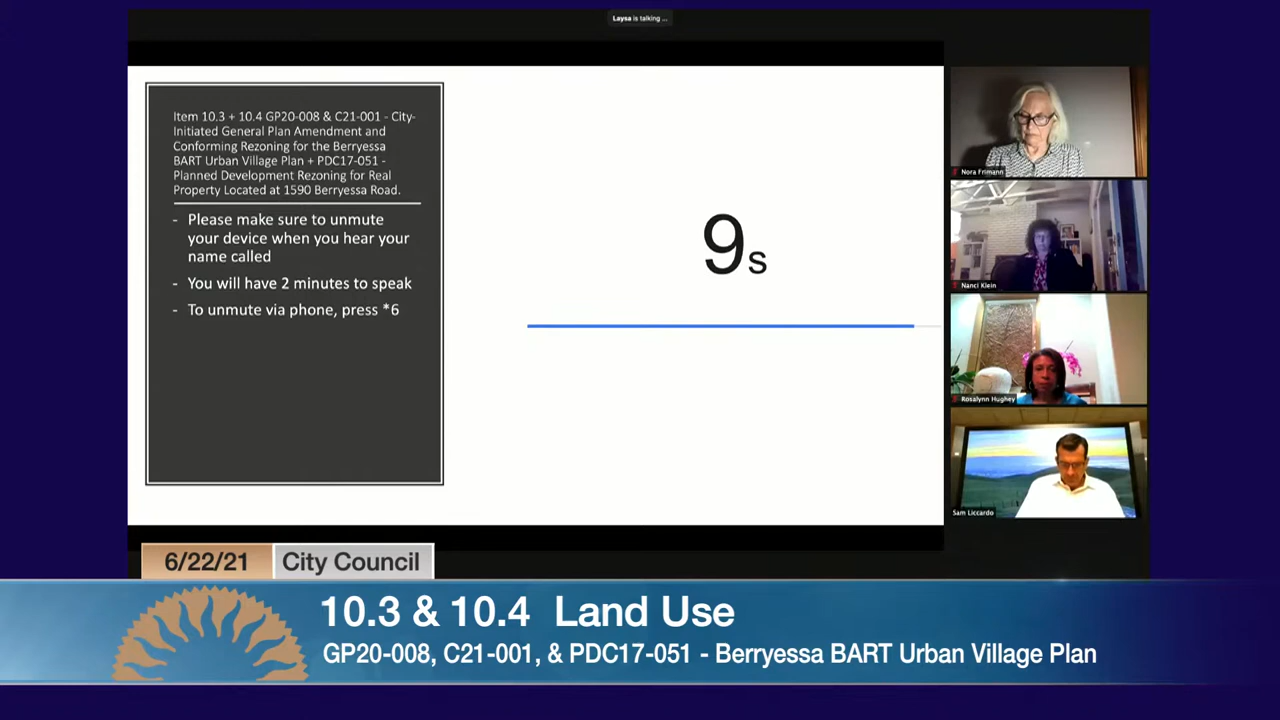 Laysa is talking ...
Item 10.3 + 10.4 GP20-008 & C21-001 - City-
Initiated General Plan Amendment and
Conforming Rezoning for the Berryessa
BART Urban Village Plan + PDC17-051 -
Planned Development Rezoning for Real
Property Located at 1590 Berryessa Road.
- Please make sure to unmute
your device when you hear your
name called
- You will have 2 minutes to speak
- To unmute via phone, press *6
9s
Nora Frimann
Nanci Klein
Rosalynn Hughey
Sam Liccardo
6/22/21 City Council
10.3 & 10.4 Land Use
GP20-008, C21-001, & PDC17-051 - Berryessa BART Urban Village Plan